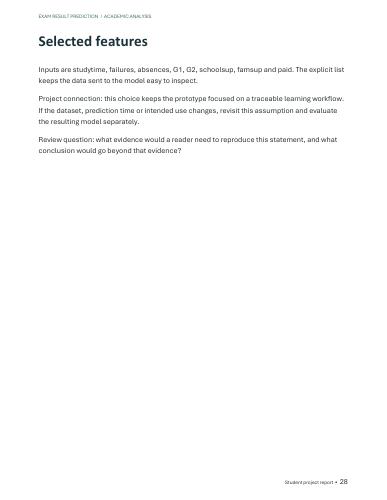 EXAM RESULT PREDICTION | ACADEMIC ANALYSIS
Selected features
Inputs are studytime, failures, absences, G1, G2, schoolsup, famsup and paid. The explicit list
keeps the data sent to the model easy to inspect.
Project connection: this choice keeps the prototype focused on a traceable learning workflow.
If the dataset, prediction time or intended use changes, revisit this assumption and evaluate
the resulting model separately.
Review question: what evidence would a reader need to reproduce this statement, and what
conclusion would go beyond that evidence?
Student project report • 28